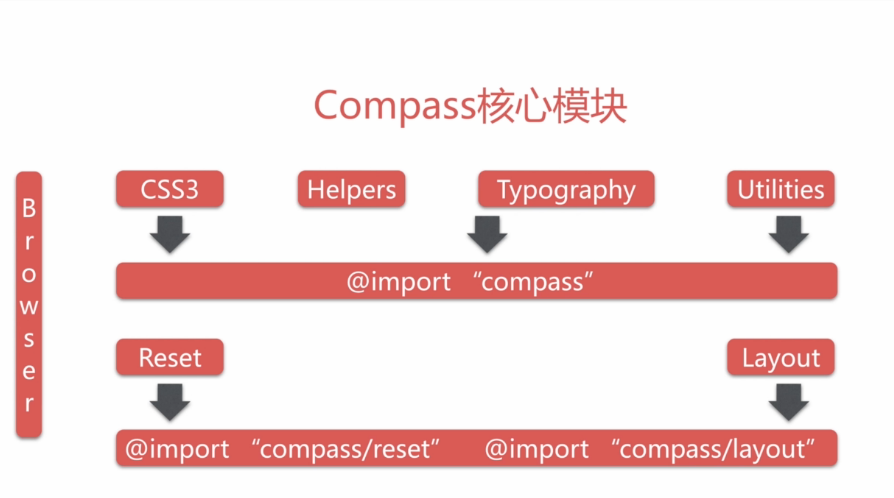 Compass核心模块
Browser
CSS3
Helpers
Typography
Utilities
@import “compass”
Reset
Layout
@import “compass/reset”
@import “compass/layout”